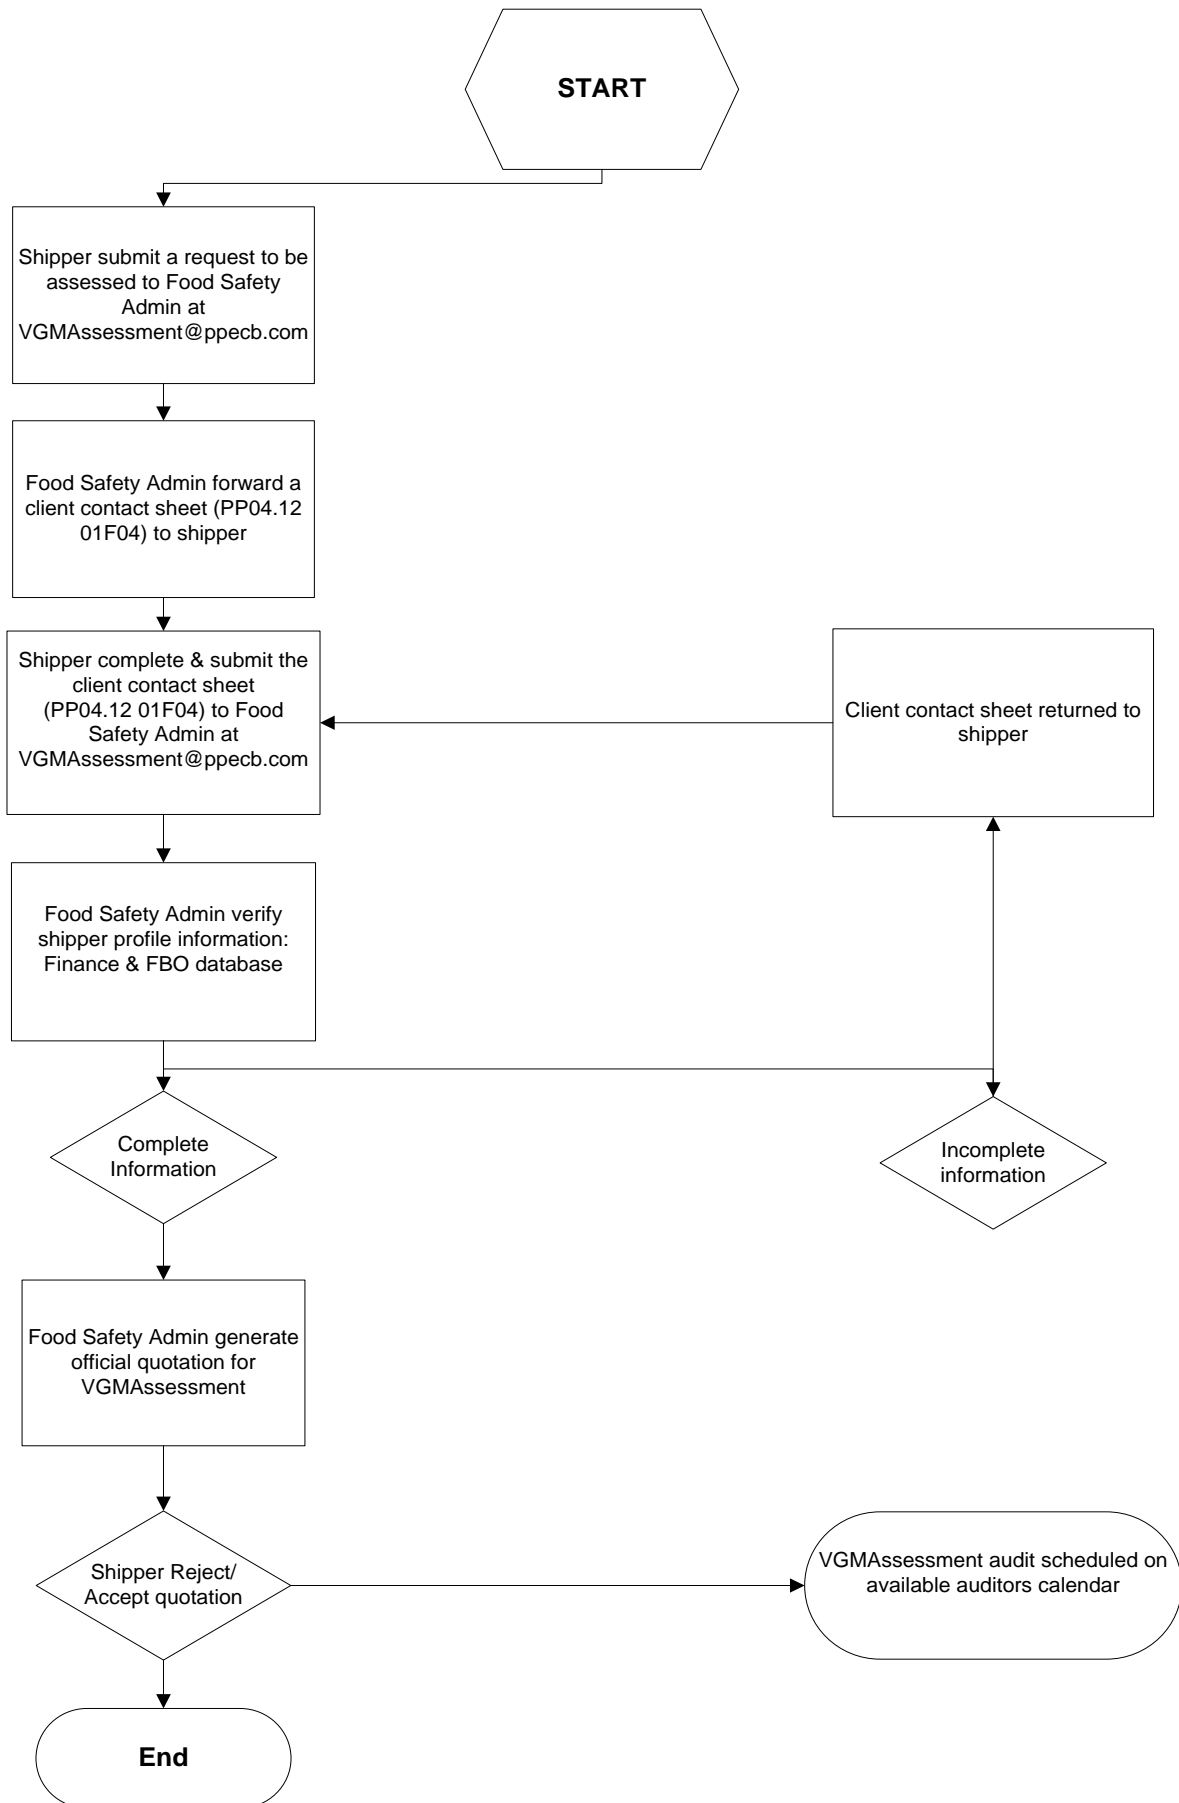 START
Shipper submit a request to be
assessed to Food Safety
Admin at
VGMAssessment@ppecb.com
Food Safety Admin forward a
client contact sheet (PP04.12
01F04) to shipper
Shipper complete & submit the
client contact sheet
(PP04.12 01F04) to Food
Safety Admin at
VGMAssessment@ppecb.com
Client contact sheet returned to
shipper
Food Safety Admin verify
shipper profile information:
Finance & FBO database
Complete
Information
Incomplete
information
Food Safety Admin generate
official quotation for
VGMAssessment
Shipper Reject/
Accept quotation
VGMAssessment audit scheduled on
available auditors calendar
End